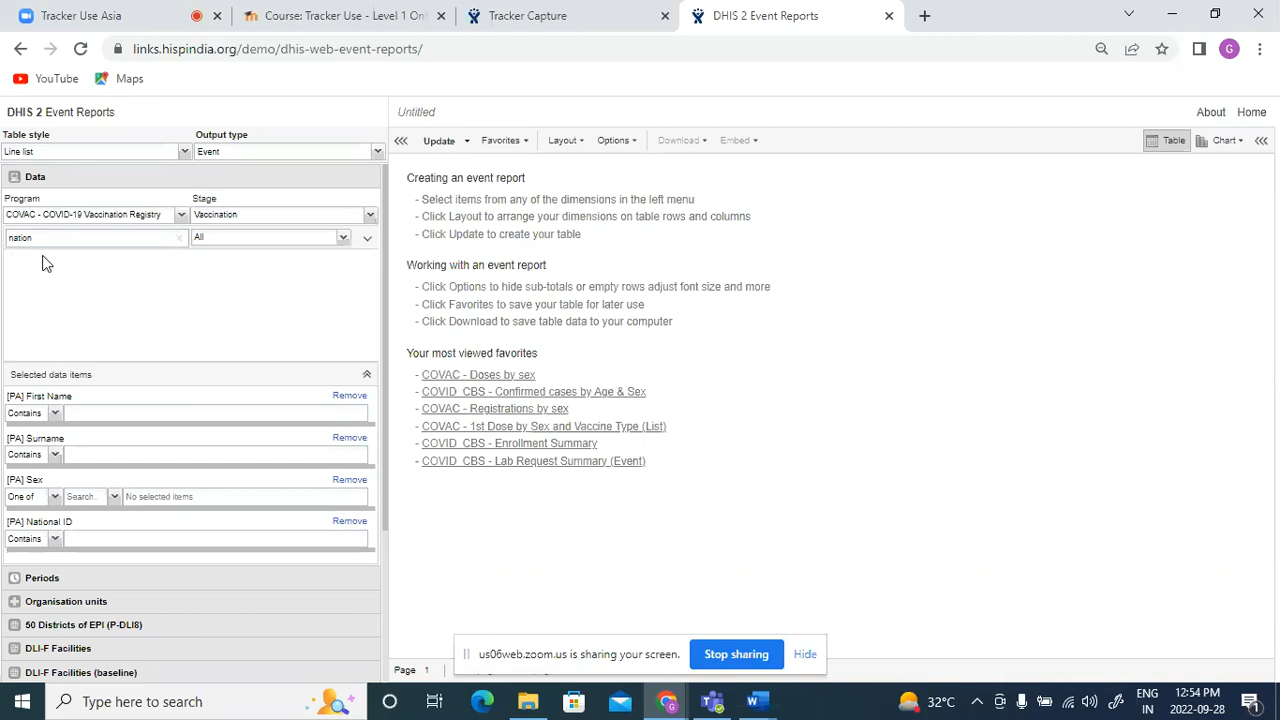 Tracker Use Asia
Course: Tracker Use - Level 1 On
Tracker Capture
DHIS 2 Event Reports
links.hispindia.org/demo/dhis-web-event-reports/
G
YouTube
Maps
DHIS 2 Event Reports
Untitled
About
Home
Table style
Output type
Line list
Event
Update
Favorites
Layout
Options
Download
Embed
Table
Chart
Data
Program
Stage
COVAC - COVID-19 Vaccination Registry
Vaccination
nation
All
Creating an event report
- Select items from any of the dimensions in the left menu
- Click Layout to arrange your dimensions on table rows and columns
- Click Update to create your table
Working with an event report
- Click Options to hide sub-totals or empty rows adjust font size and more
- Click Favorites to save your table for later use
- Click Download to save table data to your computer
Your most viewed favorites
- COVAC - Doses by sex
- COVID_CBS - Confirmed cases by Age & Sex
- COVAC - Registrations by sex
- COVAC - 1st Dose by Sex and Vaccine Type (List)
- COVID_CBS - Enrollment Summary
- COVID_CBS - Lab Request Summary (Event)
Selected data items
[PA] First Name
Remove
Contains
[PA] Surname
Remove
Contains
[PA] Sex
Remove
One of
Search..
No selected items
[PA] National ID
Remove
Contains
Periods
Organisation units
50 Districts of EPI (P-DLI8)
DLI-F Facilities
DLI-F Facilities (baseline)
us06web.zoom.us is sharing your screen.
Stop sharing
Hide
Page 1
Type here to search
32°C
ENG
IN
12:54 PM
2022-09-28
1